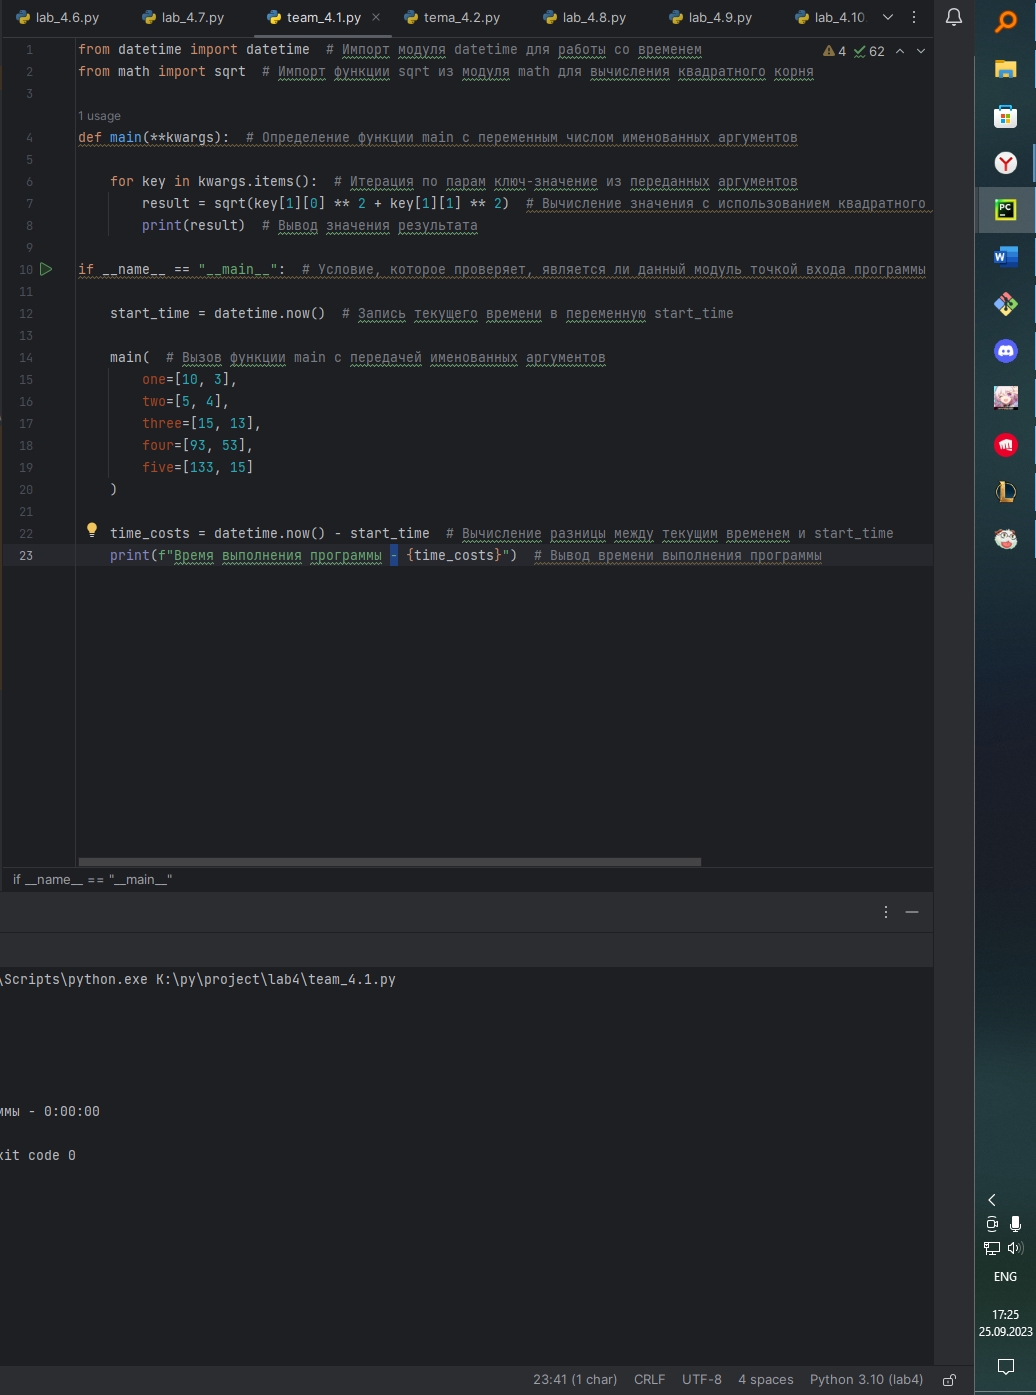 lab_4.6.py lab_4.7.py team_4.1.py tema_4.2.py lab_4.8.py lab_4.9.py lab_4.10
1 from datetime import datetime # Импорт модуля datetime для работы со временем 4 62
2 from math import sqrt # Импорт функции sqrt из модуля math для вычисления квадратного корня
3
1 usage
4 def main(**kwargs): # Определение функции main с переменным числом именованных аргументов
5
6 for key in kwargs.items(): # Итерация по парам ключ-значение из переданных аргументов
7 result = sqrt(key[1][0] ** 2 + key[1][1] ** 2) # Вычисление значения с использованием квадратного
8 print(result) # Вывод значения результата
9
10 if __name__ == "__main__": # Условие, которое проверяет, является ли данный модуль точкой входа программы
11
12 start_time = datetime.now() # Запись текущего времени в переменную start_time
13
14 main( # Вызов функции main с передачей именованных аргументов
15 one=[10, 3],
16 two=[5, 4],
17 three=[15, 13],
18 four=[93, 53],
19 five=[133, 15]
20 )
21
22 time_costs = datetime.now() - start_time # Вычисление разницы между текущим временем и start_time
23 print(f"Время выполнения программы - {time_costs}") # Вывод времени выполнения программы
if __name__ == "__main__"
\Scripts\python.exe K:\py\project\lab4\team_4.1.py
ммы - 0:00:00
xit code 0
23:41 (1 char) CRLF UTF-8 4 spaces Python 3.10 (lab4)
PC
W
ENG
17:25
25.09.2023